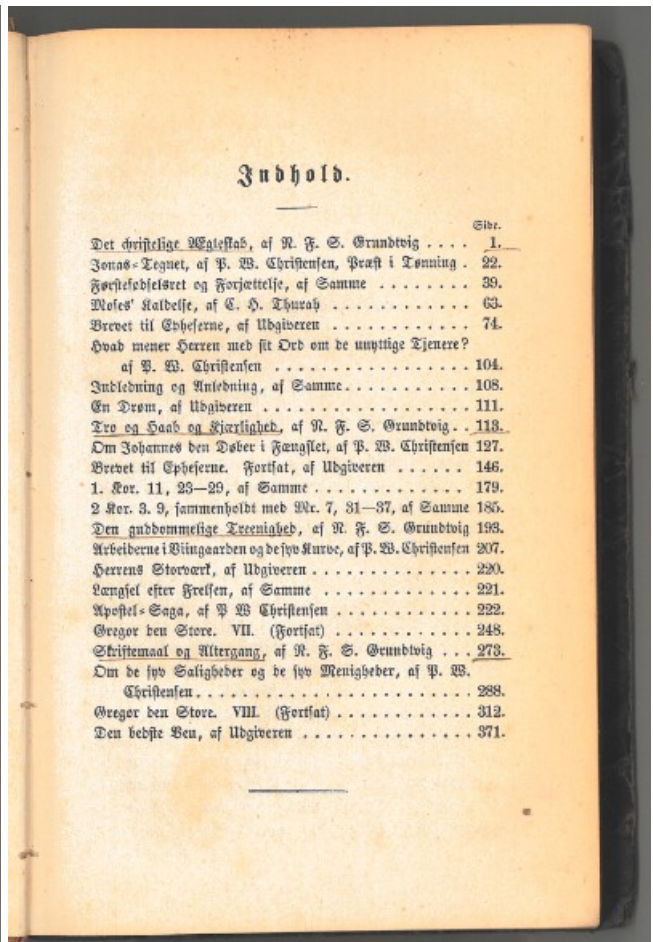 Indhold.
Side.
Det christelige Ægteskab, af N. F. S. Grundtvig . . . . 1.
Jonas-Tegnet, af P. W. Christensen, Præst i Tønning . 22.
Førstefødselsret og Forjættelse, af Samme . . . . . . . . 39.
Moses' Kaldelse, af C. H. Thurah . . . . . . . . . . . . . 63.
Brevet til Epheserne, af Udgiveren . . . . . . . . . . . . 74.
Hvad mener Herren med sit Ord om de unyttige Tjenere?
af P. W. Christensen . . . . . . . . . . . . . . . . . 104.
Indledning og Anledning, af Samme . . . . . . . . . . . 108.
En Drøm, af Udgiveren . . . . . . . . . . . . . . . . . . 111.
Tro og Haab og Kjærlighed, af N. F. S. Grundtvig . . 113.
Om Johannes den Døber i Fængslet, af P. W. Christensen 127.
Brevet til Epheserne. Fortsat, af Udgiveren . . . . . . 146.
1. Kor. 11, 23—29, af Samme . . . . . . . . . . . . . . 179.
2 Kor. 3. 9, sammenholdt med Mr. 7, 31—37, af Samme 185.
Den guddommelige Treenighed, af N. F. S. Grundtvig 193.
Arbeiderne i Viingaarden og de syv Kurve, af P. W. Christensen 207.
Herrens Storværk, af Udgiveren . . . . . . . . . . . . . . 220.
Længsel efter Frelsen, af Samme . . . . . . . . . . . . . 221.
Apostel-Saga, af P W Christensen . . . . . . . . . . . . 222.
Gregor den Store. VII. (Fortsat) . . . . . . . . . . . . . 248.
Skriftemaal og Altergang, af N. F. S. Grundtvig . . . 273.
Om de syv Saligheder og de syv Menigheder, af P. W.
Christensen . . . . . . . . . . . . . . . . . . . . . . . . 288.
Gregor den Store. VIII. (Fortsat) . . . . . . . . . . . . 312.
Den bedste Ven, af Udgiveren . . . . . . . . . . . . . . . 371.